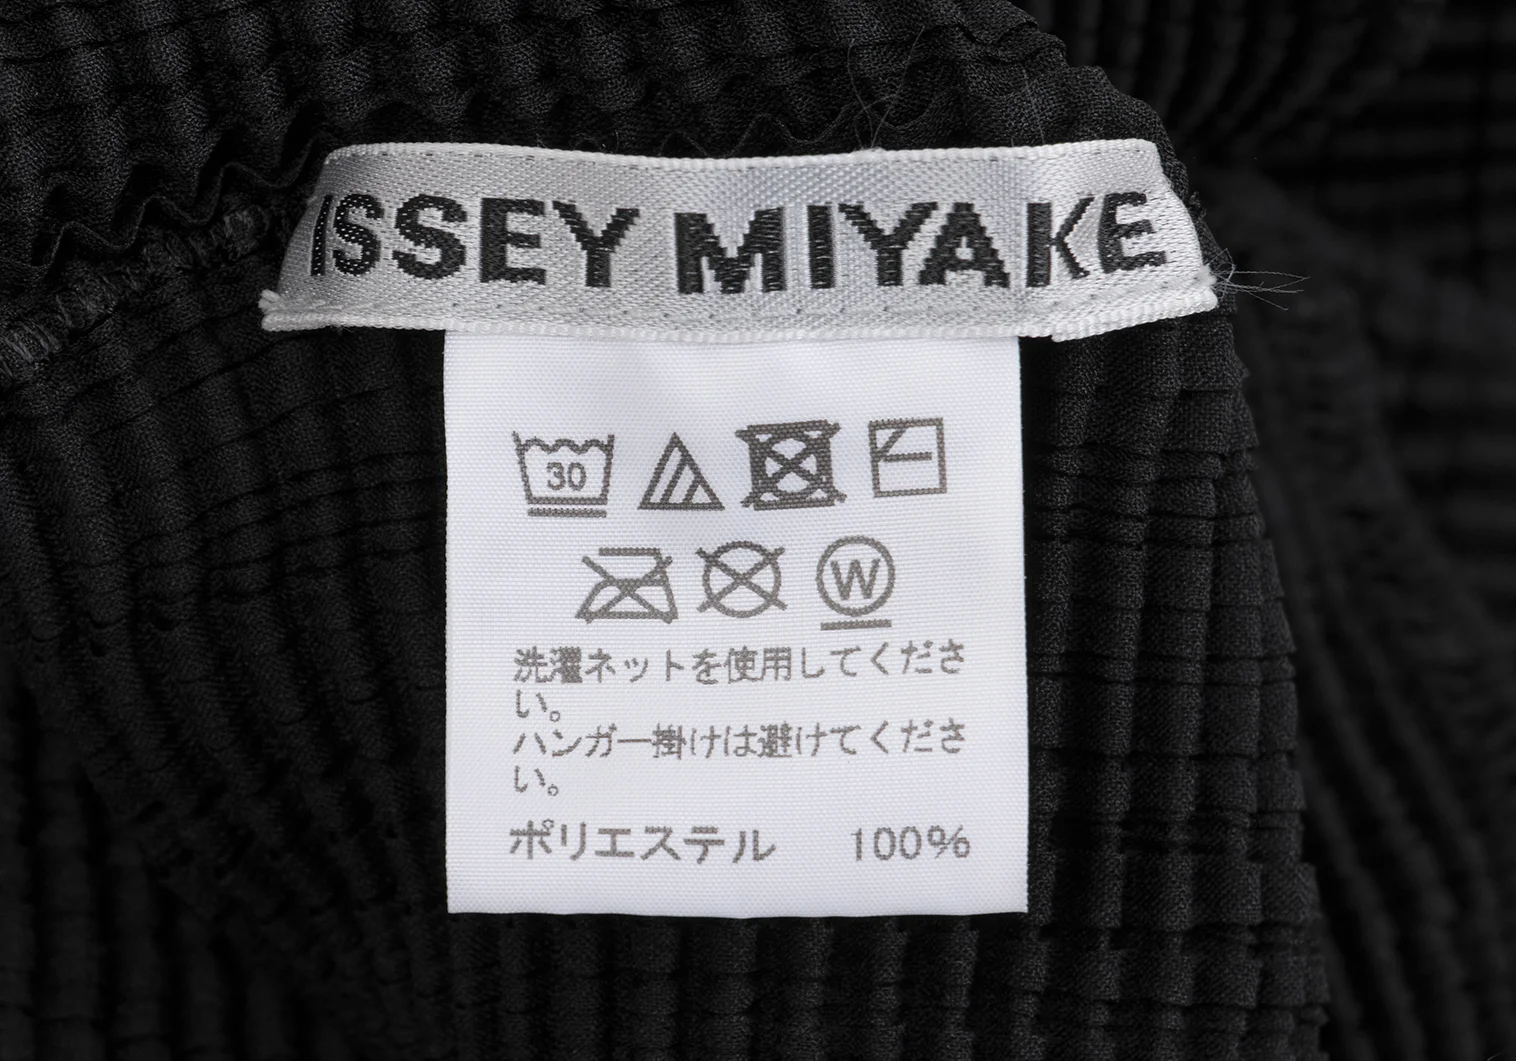 ISSEY MIYAKE
30
W
洗濯ネットを使用してくださ
い。
ハンガー掛けは避けてくださ
い。
ポリエステル 100%